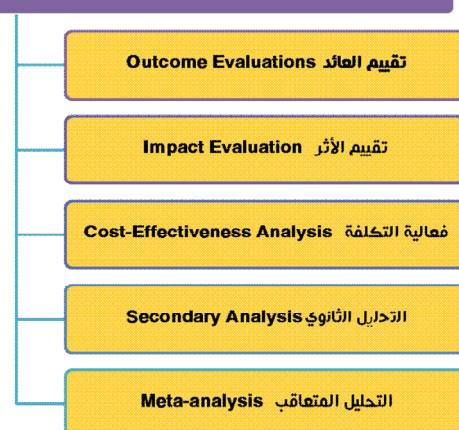 تقييم العائد Outcome Evaluations
تقييم الأثر Impact Evaluation
فعالية التكلفة Cost-Effectiveness Analysis
التحليل الثانوي Secondary Analysis
التحليل المتعاقب Meta-analysis